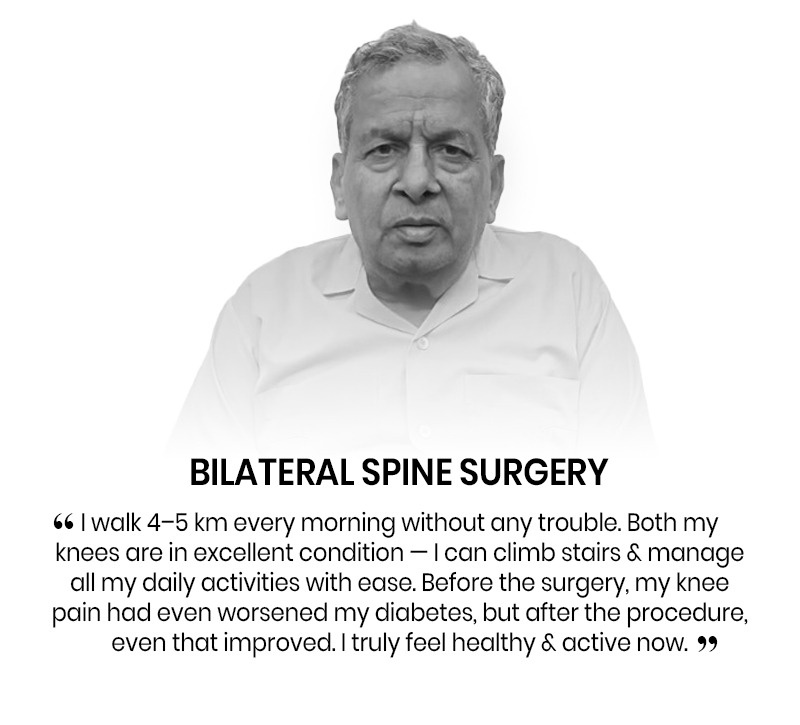 BILATERAL SPINE SURGERY
“ I walk 4–5 km every morning without any trouble. Both my
knees are in excellent condition — I can climb stairs & manage
all my daily activities with ease. Before the surgery, my knee
pain had even worsened my diabetes, but after the procedure,
even that improved. I truly feel healthy & active now. ”